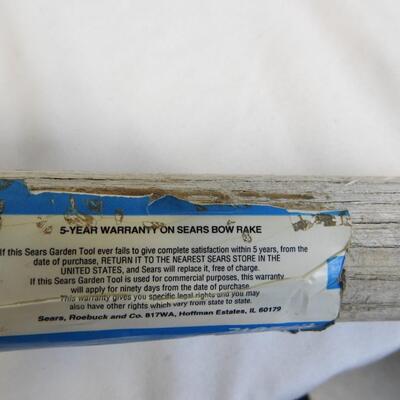 5-YEAR WARRANTY ON SEARS BOW RAKE
If this Sears Garden Tool ever fails to give complete satisfaction within 5 years, from the
date of purchase, RETURN IT TO THE NEAREST SEARS STORE IN THE
UNITED STATES, and Sears will replace it, free of charge.
If this Sears Garden Tool is used for commercial purposes, this warranty
will apply for ninety days from the date of purchase.
This warranty gives you specific legal rights and you may
also have other rights which vary from state to state.
Sears, Roebuck and Co. 817WA, Hoffman Estates, IL 60179